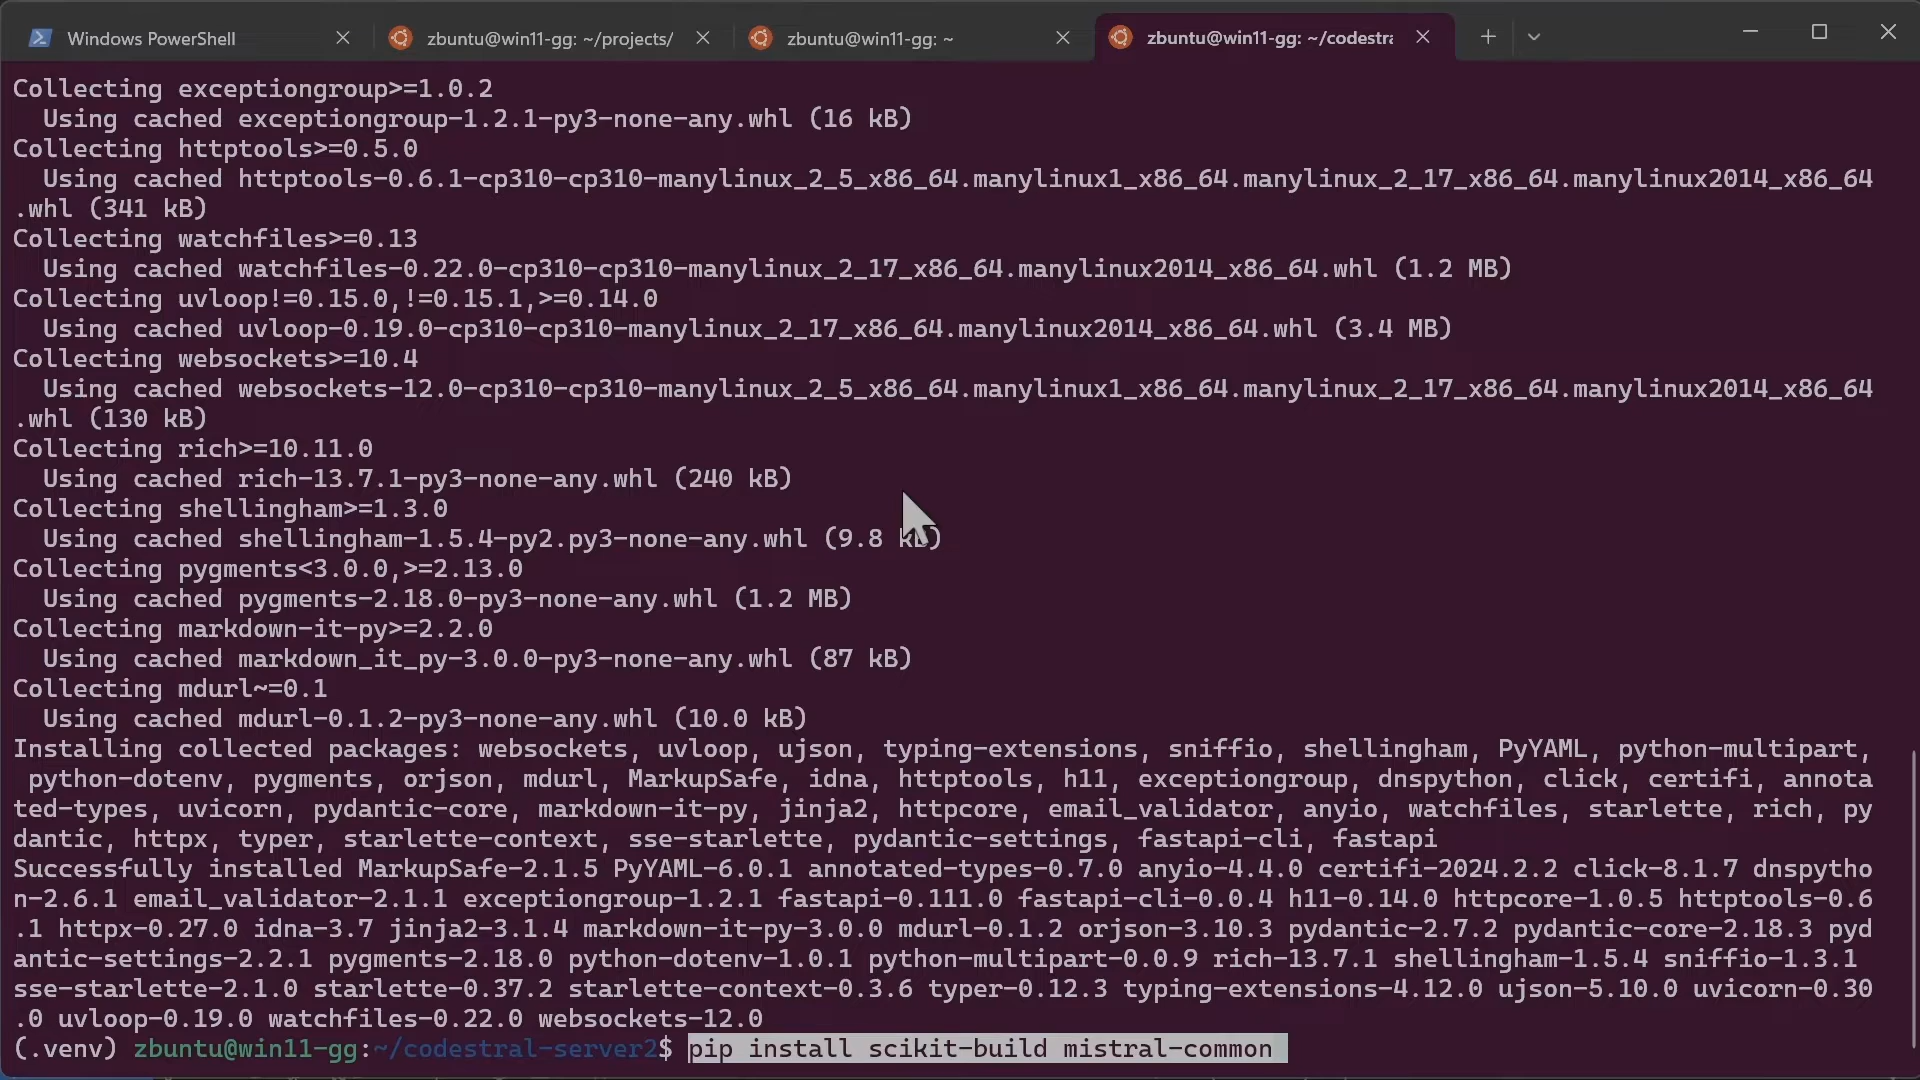 Windows PowerShell
zbuntu@win11-gg: ~/projects/
zbuntu@win11-gg: ~
zbuntu@win11-gg: ~/codestra
Collecting exceptiongroup>=1.0.2
  Using cached exceptiongroup-1.2.1-py3-none-any.whl (16 kB)
Collecting httptools>=0.5.0
  Using cached httptools-0.6.1-cp310-cp310-manylinux_2_5_x86_64.manylinux1_x86_64.manylinux_2_17_x86_64.manylinux2014_x86_64
.whl (341 kB)
Collecting watchfiles>=0.13
  Using cached watchfiles-0.22.0-cp310-cp310-manylinux_2_17_x86_64.manylinux2014_x86_64.whl (1.2 MB)
Collecting uvloop!=0.15.0,!=0.15.1,>=0.14.0
  Using cached uvloop-0.19.0-cp310-cp310-manylinux_2_17_x86_64.manylinux2014_x86_64.whl (3.4 MB)
Collecting websockets>=10.4
  Using cached websockets-12.0-cp310-cp310-manylinux_2_5_x86_64.manylinux1_x86_64.manylinux_2_17_x86_64.manylinux2014_x86_64
.whl (130 kB)
Collecting rich>=10.11.0
  Using cached rich-13.7.1-py3-none-any.whl (240 kB)
Collecting shellingham>=1.3.0
  Using cached shellingham-1.5.4-py2.py3-none-any.whl (9.8 kB)
Collecting pygments<3.0.0,>=2.13.0
  Using cached pygments-2.18.0-py3-none-any.whl (1.2 MB)
Collecting markdown-it-py>=2.2.0
  Using cached markdown_it_py-3.0.0-py3-none-any.whl (87 kB)
Collecting mdurl~=0.1
  Using cached mdurl-0.1.2-py3-none-any.whl (10.0 kB)
Installing collected packages: websockets, uvloop, ujson, typing-extensions, sniffio, shellingham, PyYAML, python-multipart,
 python-dotenv, pygments, orjson, mdurl, MarkupSafe, idna, httptools, h11, exceptiongroup, dnspython, click, certifi, annota
ted-types, uvicorn, pydantic-core, markdown-it-py, jinja2, httpcore, email_validator, anyio, watchfiles, starlette, rich, py
dantic, httpx, typer, starlette-context, sse-starlette, pydantic-settings, fastapi-cli, fastapi
Successfully installed MarkupSafe-2.1.5 PyYAML-6.0.1 annotated-types-0.7.0 anyio-4.4.0 certifi-2024.2.2 click-8.1.7 dnspytho
n-2.6.1 email_validator-2.1.1 exceptiongroup-1.2.1 fastapi-0.111.0 fastapi-cli-0.0.4 h11-0.14.0 httpcore-1.0.5 httptools-0.6
.1 httpx-0.27.0 idna-3.7 jinja2-3.1.4 markdown-it-py-3.0.0 mdurl-0.1.2 orjson-3.10.3 pydantic-2.7.2 pydantic-core-2.18.3 pyd
antic-settings-2.2.1 pygments-2.18.0 python-dotenv-1.0.1 python-multipart-0.0.9 rich-13.7.1 shellingham-1.5.4 sniffio-1.3.1
sse-starlette-2.1.0 starlette-0.37.2 starlette-context-0.3.6 typer-0.12.3 typing-extensions-4.12.0 ujson-5.10.0 uvicorn-0.30
.0 uvloop-0.19.0 watchfiles-0.22.0 websockets-12.0
(.venv) zbuntu@win11-gg:~/codestral-server2$ pip install scikit-build mistral-common